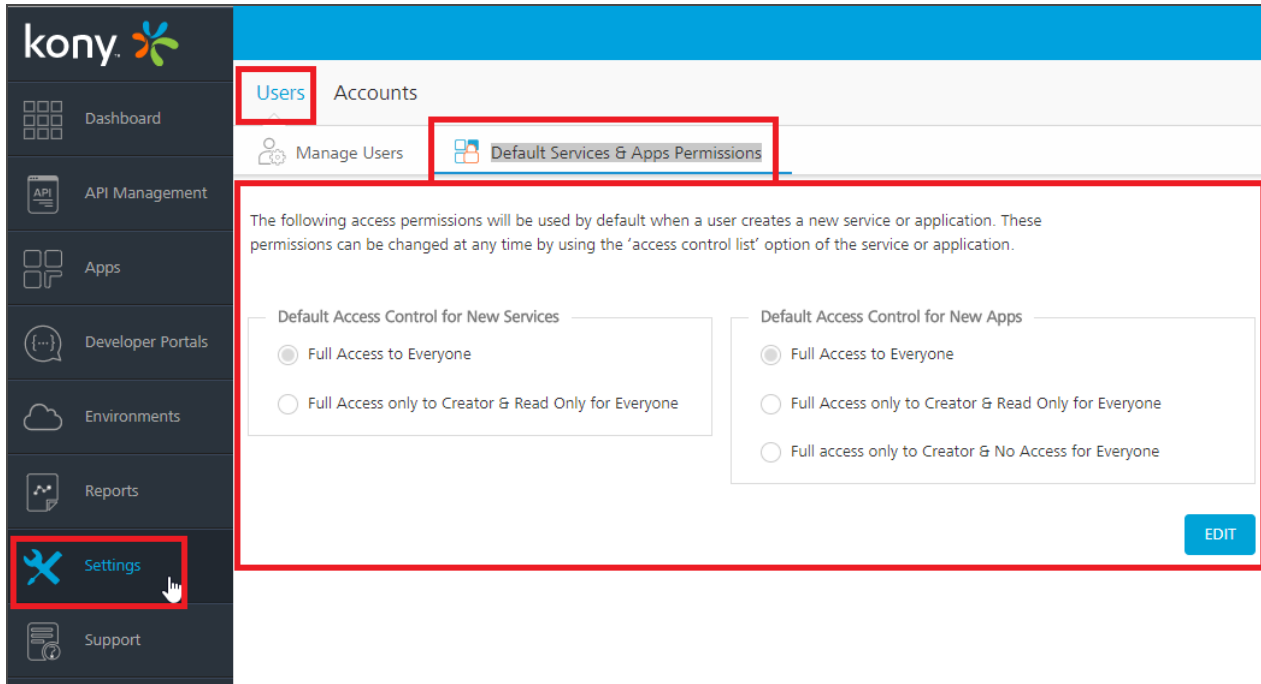 kony
Dashboard
API
API Management
Apps
{···}
Developer Portals
Environments
Reports
Settings
Support
Users Accounts
Manage Users Default Services & Apps Permissions
The following access permissions will be used by default when a user creates a new service or application. These
permissions can be changed at any time by using the ‘access control list’ option of the service or application.
Default Access Control for New Services
Full Access to Everyone
Full Access only to Creator & Read Only for Everyone
Default Access Control for New Apps
Full Access to Everyone
Full Access only to Creator & Read Only for Everyone
Full access only to Creator & No Access for Everyone
EDIT